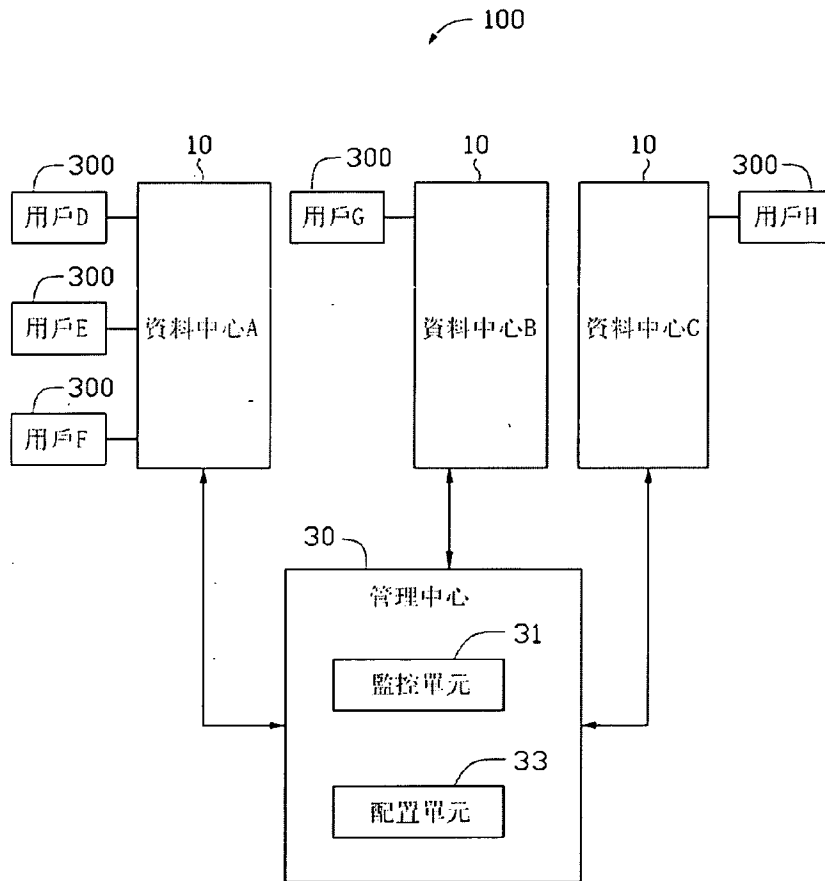 100
10
10
10
300
300
300
用戶D
用戶G
用戶H
300
用戶E
資料中心A
資料中心B
資料中心C
300
用戶F
30
管理中心
31
監控單元
33
配置單元